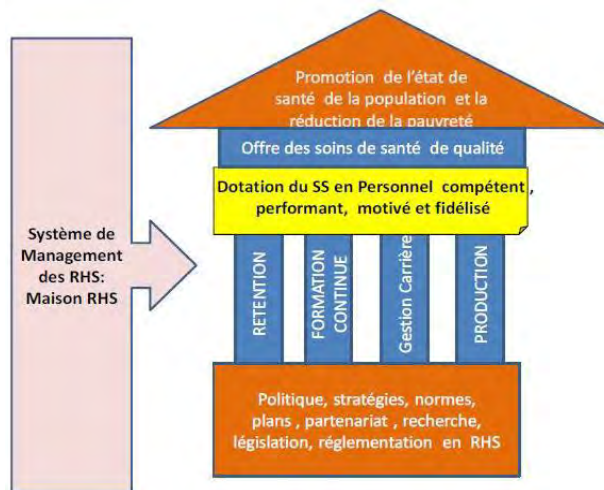 Promotion de l'état de
santé de la population et la
réduction de la pauvreté
Offre des soins de santé de qualité
Dotation du SS en Personnel compétent ,
performant, motivé et fidélisé
Système de
Management
des RHS:
Maison RHS
RETENTION
FORMATION
CONTINUE
Gestion Carrière
PRODUCTION
Politique, stratégies, normes,
plans , partenariat , recherche,
législation, réglementation en RHS